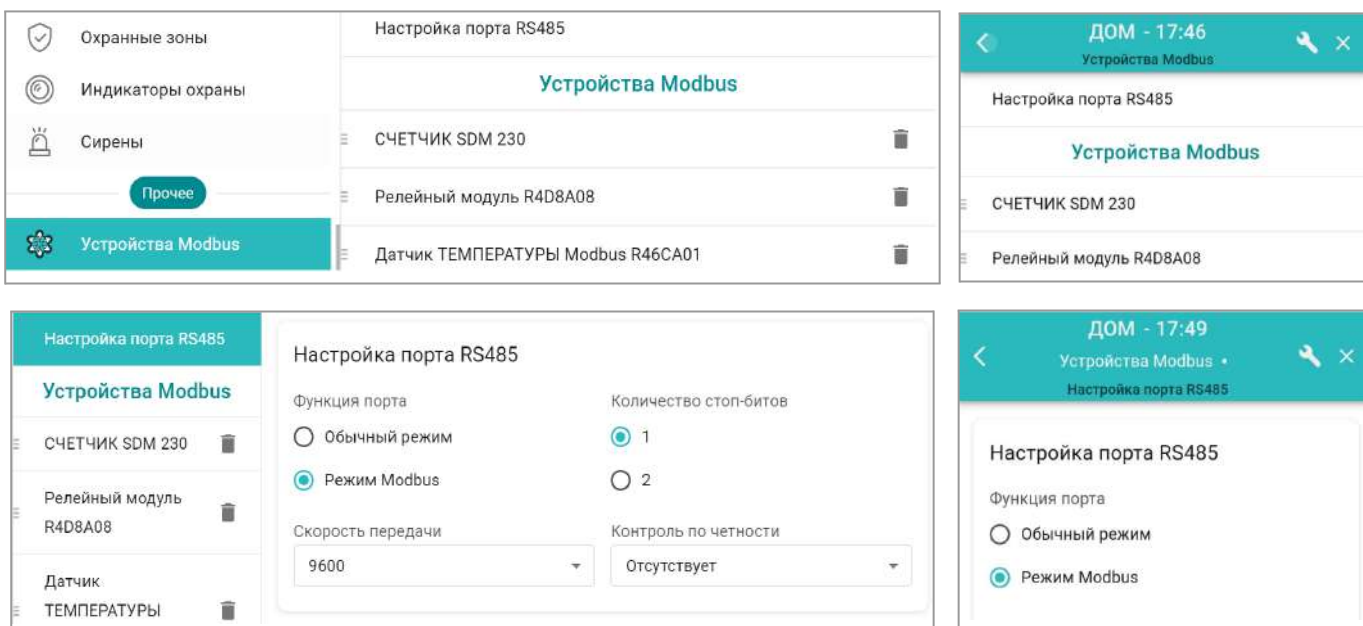 Охранные зоны
Индикаторы охраны
Сирены
Прочее
Устройства Modbus
Настройка порта RS485
Устройства Modbus
СЧЕТЧИК SDM 230
Релейный модуль R4D8A08
Датчик ТЕМПЕРАТУРЫ Modbus R46CA01
ДОМ - 17:46
Устройства Modbus
Настройка порта RS485
Устройства Modbus
СЧЕТЧИК SDM 230
Релейный модуль R4D8A08
Настройка порта RS485
Устройства Modbus
СЧЕТЧИК SDM 230
Релейный модуль
R4D8A08
Датчик
ТЕМПЕРАТУРЫ
Настройка порта RS485
Функция порта
Обычный режим
Режим Modbus
Количество стоп-битов
1
2
Скорость передачи
9600
Контроль по четности
Отсутствует
ДОМ - 17:49
Устройства Modbus •
Настройка порта RS485
Настройка порта RS485
Функция порта
Обычный режим
Режим Modbus